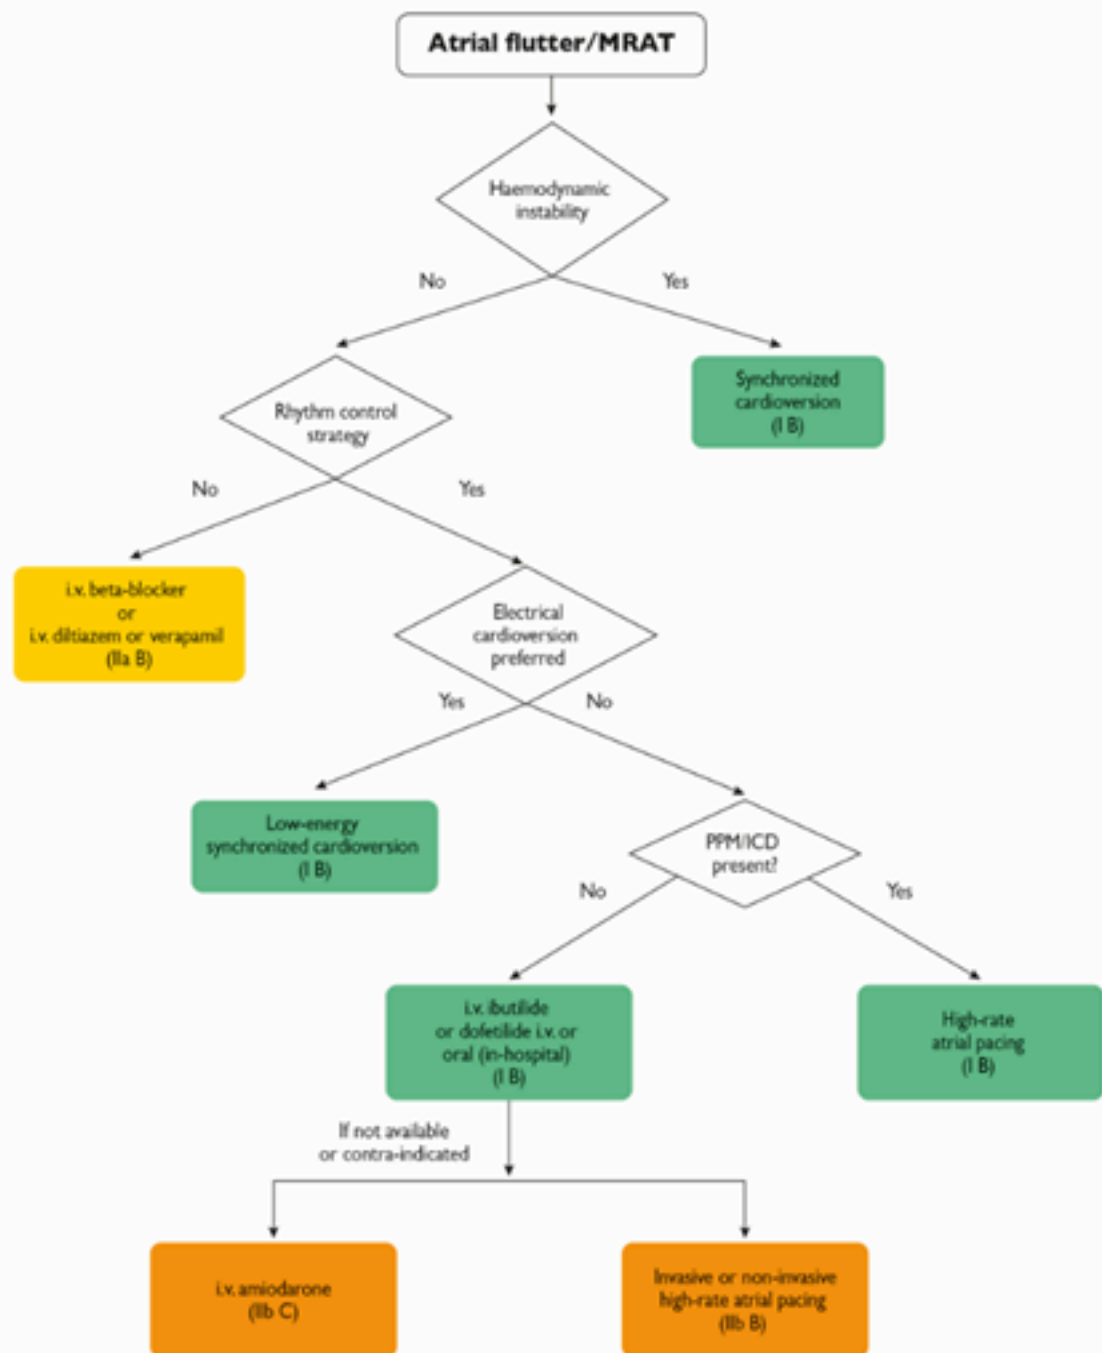 Atrial flutter/MRAT
Haemodynamic
instability
No
Yes
Synchronized
cardioversion
(I B)
Rhythm control
strategy
No
Yes
i.v. beta-blocker
or
i.v. diltiazem or verapamil
(IIa B)
Electrical
cardioversion
preferred
Yes
No
Low-energy
synchronized cardioversion
(I B)
PPM/ICD
present?
No
Yes
i.v. ibutilide
or dofetilide i.v. or
oral (in-hospital)
(I B)
High-rate
atrial pacing
(I B)
If not available
or contra-indicated
i.v. amiodarone
(IIb C)
Invasive or non-invasive
high-rate atrial pacing
(IIb B)